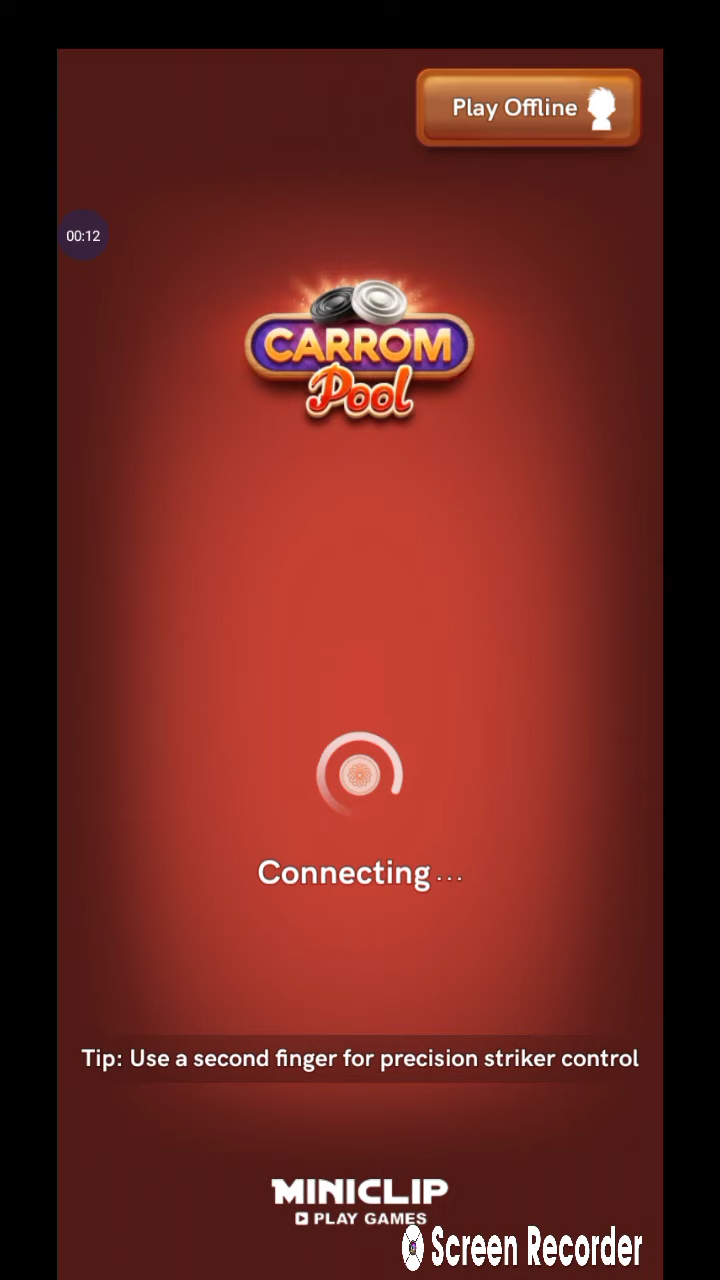 Play Offline
00:12
CARROM
Pool
Connecting...
Tip: Use a second finger for precision striker control
MINICLIP
PLAY GAMES
Screen Recorder